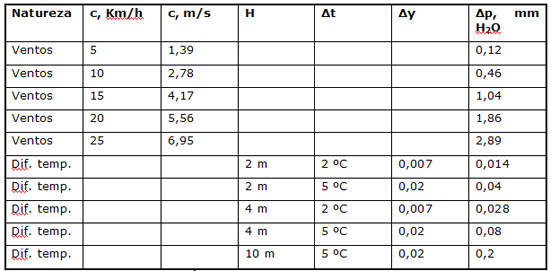 Natureza c, Km/h c, m/s H Δt Δy Δp, mm
H₂O
Ventos 5 1,39 0,12
Ventos 10 2,78 0,46
Ventos 15 4,17 1,04
Ventos 20 5,56 1,86
Ventos 25 6,95 2,89
Dif. temp. 2 m 2 ºC 0,007 0,014
Dif. temp. 2 m 5 ºC 0,02 0,04
Dif. temp. 4 m 2 ºC 0,007 0,028
Dif. temp. 4 m 5 ºC 0,02 0,08
Dif. temp. 10 m 5 ºC 0,02 0,2